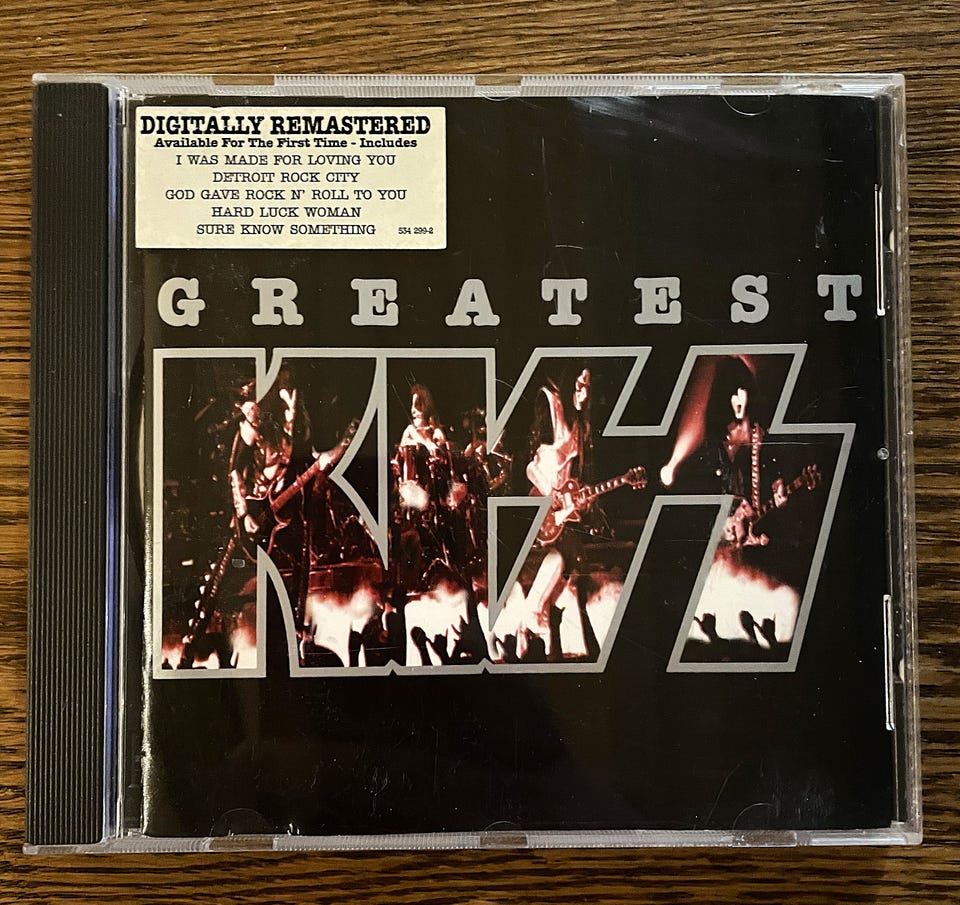 DIGITALLY REMASTERED
Available For The First Time - Includes
I WAS MADE FOR LOVING YOU
DETROIT ROCK CITY
GOD GAVE ROCK N' ROLL TO YOU
HARD LUCK WOMAN
SURE KNOW SOMETHING 534 299-2
GREATEST
KISS